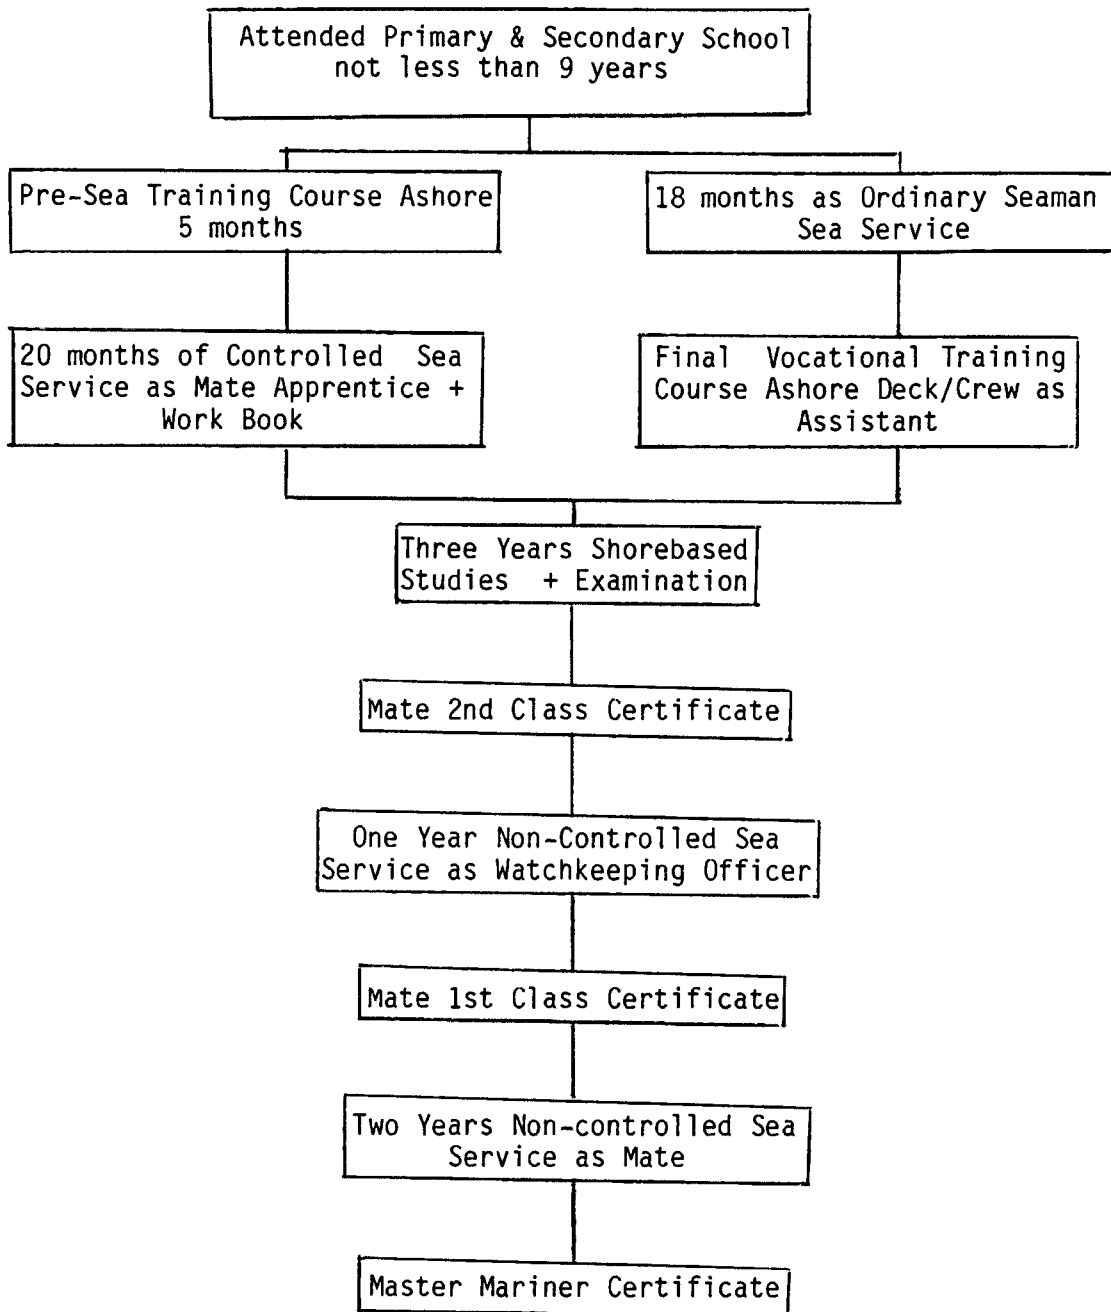 Attended Primary & Secondary School
not less than 9 years
Pre-Sea Training Course Ashore
5 months
18 months as Ordinary Seaman
Sea Service
20 months of Controlled Sea
Service as Mate Apprentice +
Work Book
Final Vocational Training
Course Ashore Deck/Crew as
Assistant
Three Years Shorebased
Studies + Examination
Mate 2nd Class Certificate
One Year Non-Controlled Sea
Service as Watchkeeping Officer
Mate 1st Class Certificate
Two Years Non-controlled Sea
Service as Mate
Master Mariner Certificate